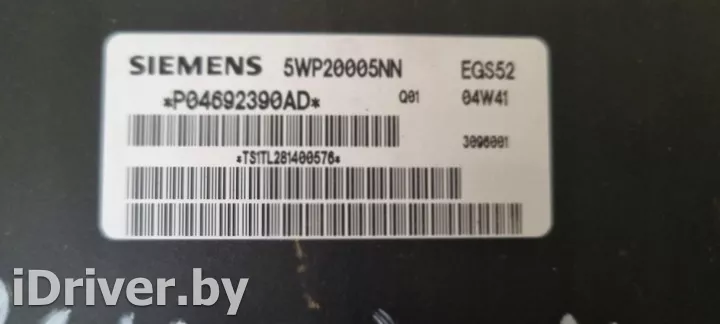 SIEMENS 5WP20005NN EGS52
*P04692390AD* Q01 04W41
3096001
*TS1TL281400576*
iDriver.by